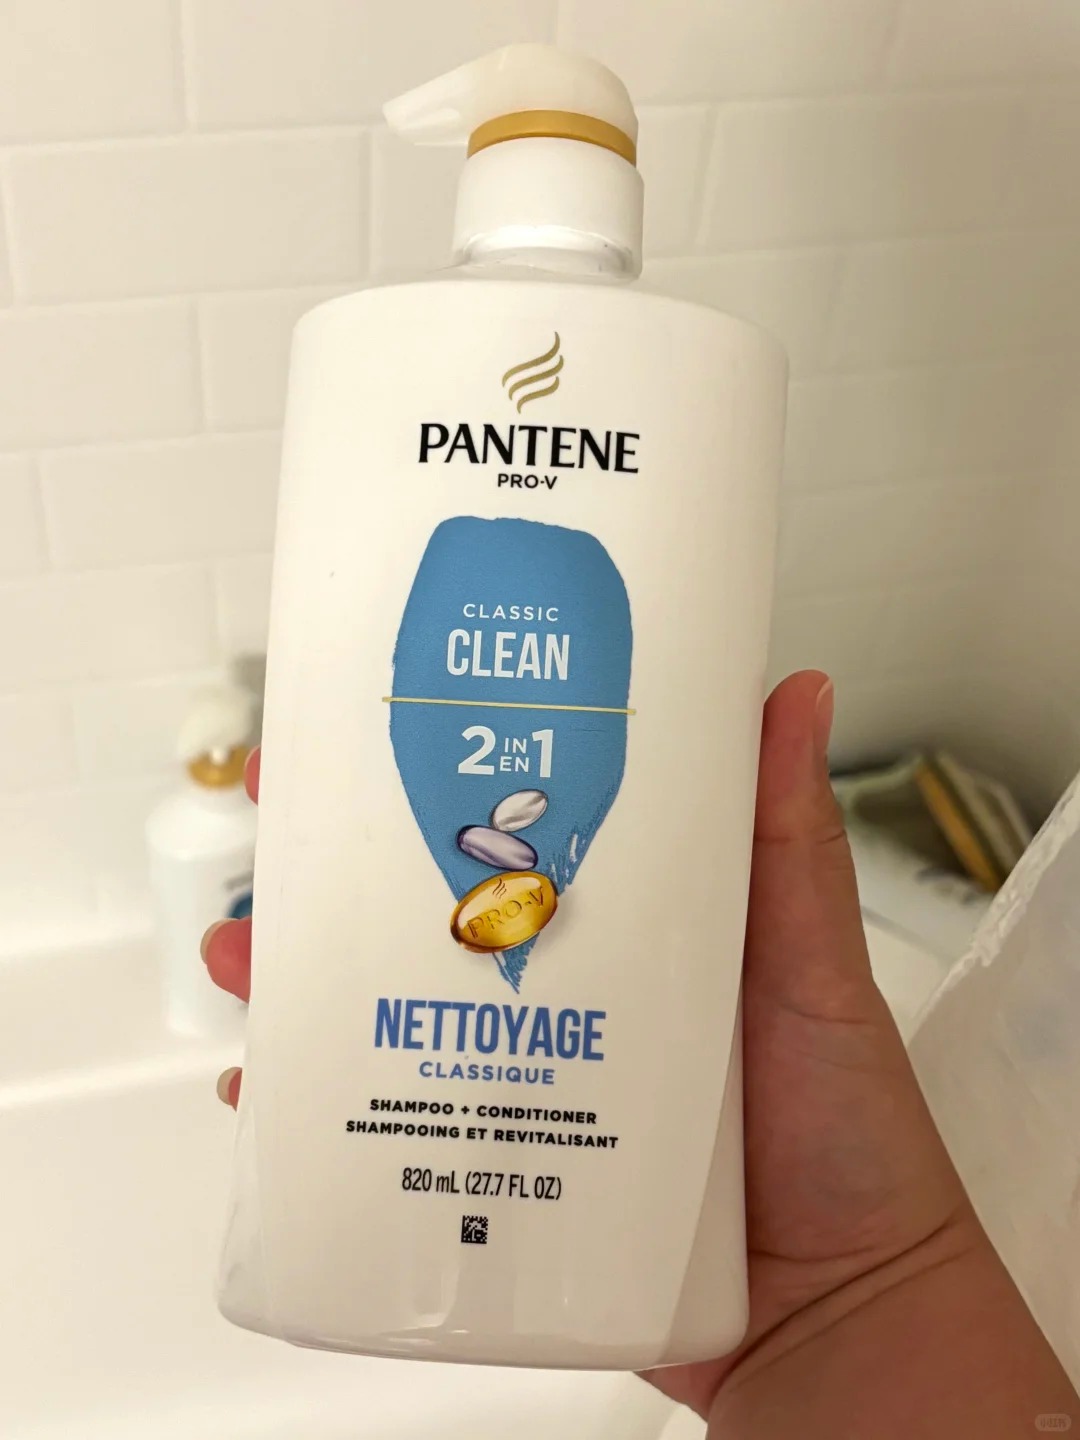 PANTENE
PRO-V
CLASSIC
CLEAN
2 IN EN 1
PRO-V
NETTOYAGE
CLASSIQUE
SHAMPOO + CONDITIONER
SHAMPOOING ET REVITALISANT
820 mL (27.7 FL OZ)